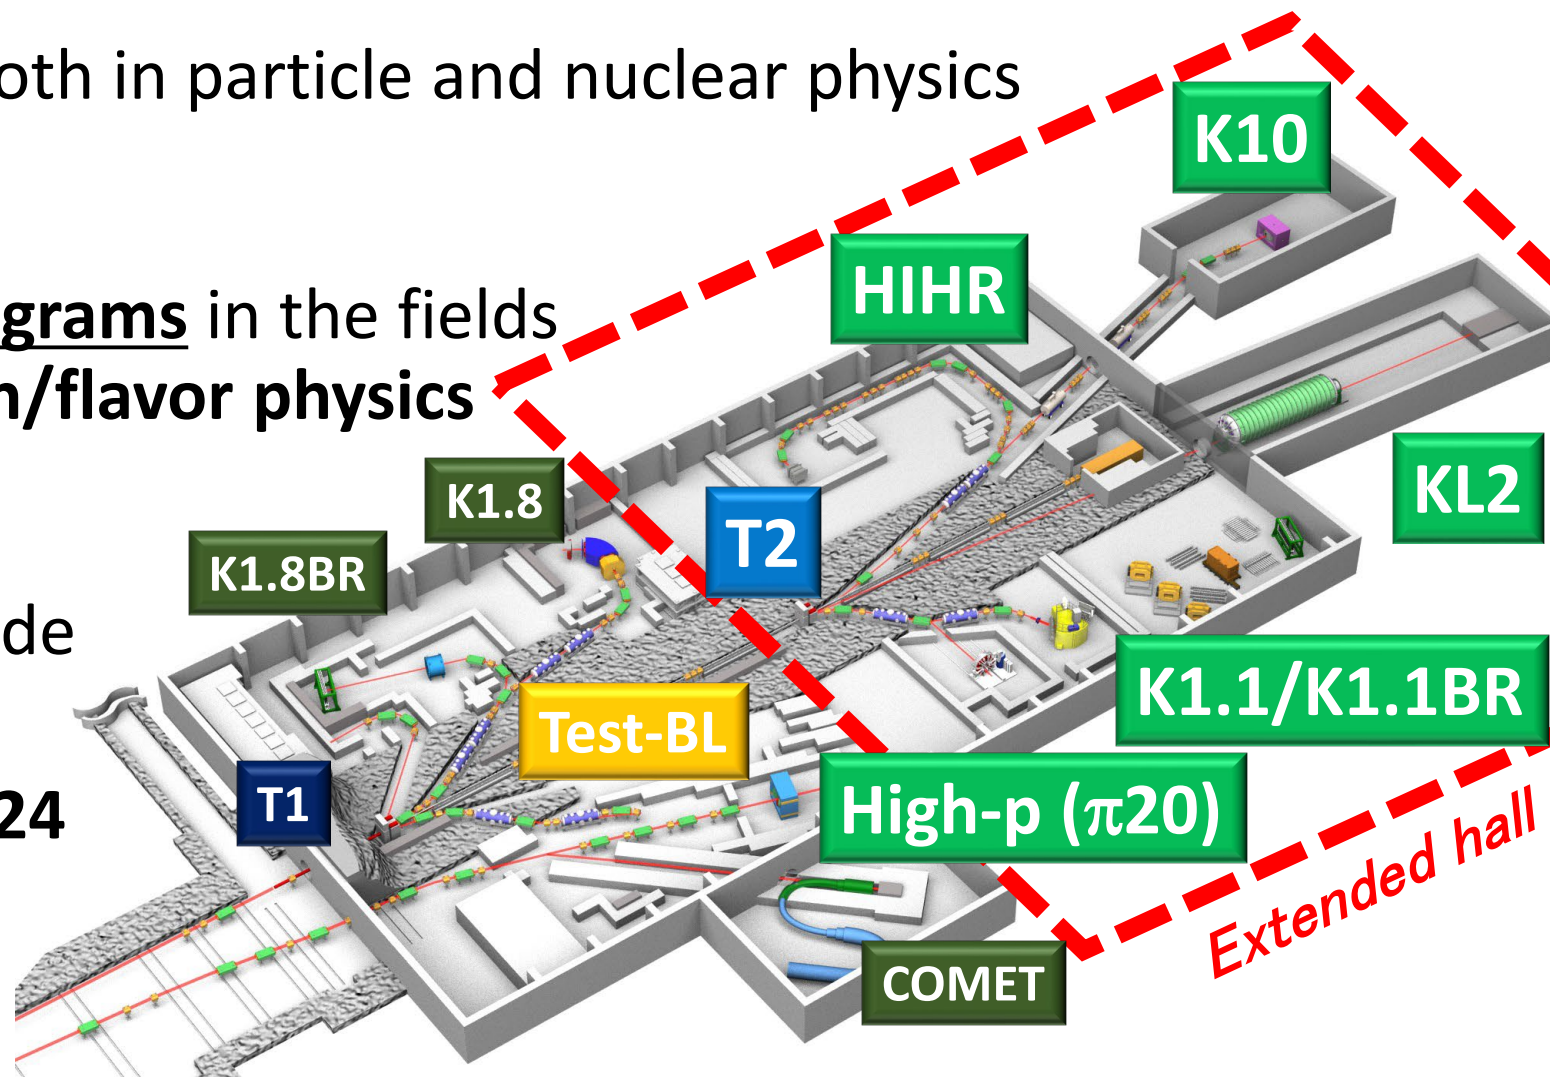 oth in particle and nuclear physics
K10
HIHR
grams in the fields
n/flavor physics
K1.8
KL2
T2
K1.8BR
de
K1.1/K1.1BR
Test-BL
T1
High-p (π20)
24
Extended hall
COMET